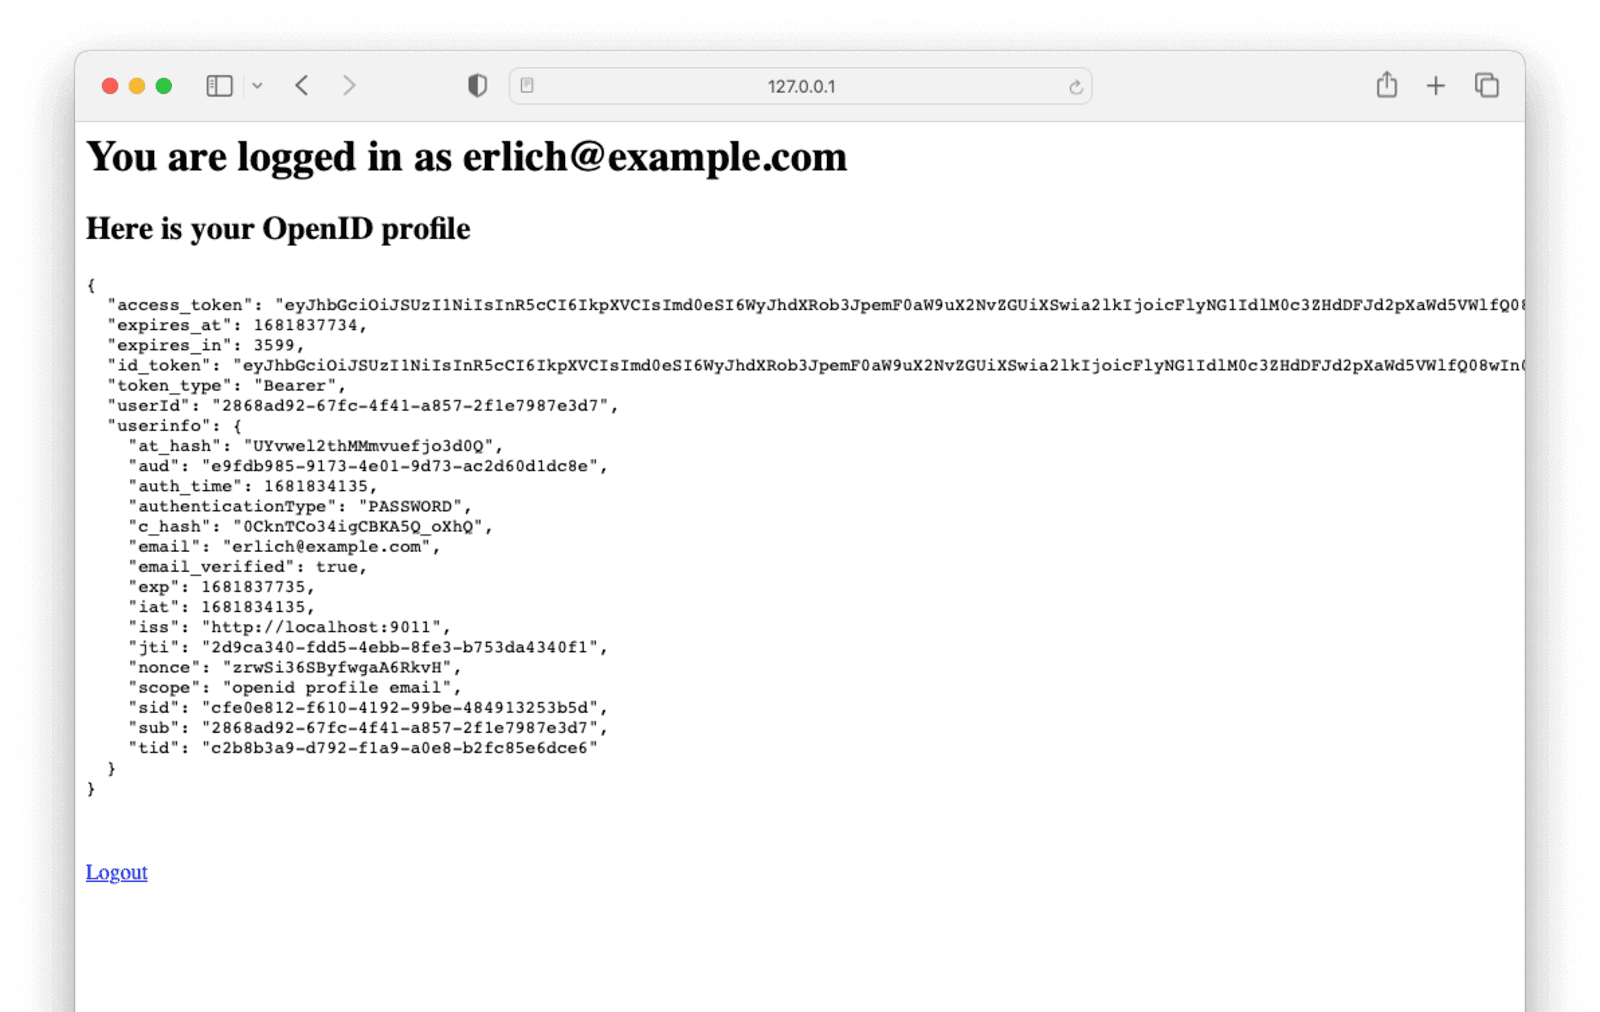 127.0.0.1
You are logged in as erlich@example.com
Here is your OpenID profile
{
  "access_token": "eyJhbGciOiJSUzI1NiIsInR5cCI6IkpXVCIsImd0eSI6WyJhdXRob3JpemF0aW9uX2NvZGUiXSwia2lkIjoicFlyNG1IdlM0c3ZHdDFJd2pXaWd5VWlfQ08
  "expires_at": 1681837734,
  "expires_in": 3599,
  "id_token": "eyJhbGciOiJSUzI1NiIsInR5cCI6IkpXVCIsImd0eSI6WyJhdXRob3JpemF0aW9uX2NvZGUiXSwia2lkIjoicFlyNG1IdlM0c3ZHdDFJd2pXaWd5VWlfQ08wIn
  "token_type": "Bearer",
  "userId": "2868ad92-67fc-4f41-a857-2f1e7987e3d7",
  "userinfo": {
    "at_hash": "UYvwel2thMMmvuefjo3d0Q",
    "aud": "e9fdb985-9173-4e01-9d73-ac2d60d1dc8e",
    "auth_time": 1681834135,
    "authenticationType": "PASSWORD",
    "c_hash": "0CknTCo34igCBKA5Q_oXhQ",
    "email": "erlich@example.com",
    "email_verified": true,
    "exp": 1681837735,
    "iat": 1681834135,
    "iss": "http://localhost:9011",
    "jti": "2d9ca340-fdd5-4ebb-8fe3-b753da4340f1",
    "nonce": "zrwSi36SByfwgaA6RkvH",
    "scope": "openid profile email",
    "sid": "cfe0e812-f610-4192-99be-484913253b5d",
    "sub": "2868ad92-67fc-4f41-a857-2f1e7987e3d7",
    "tid": "c2b8b3a9-d792-f1a9-a0e8-b2fc85e6dce6"
  }
}
Logout